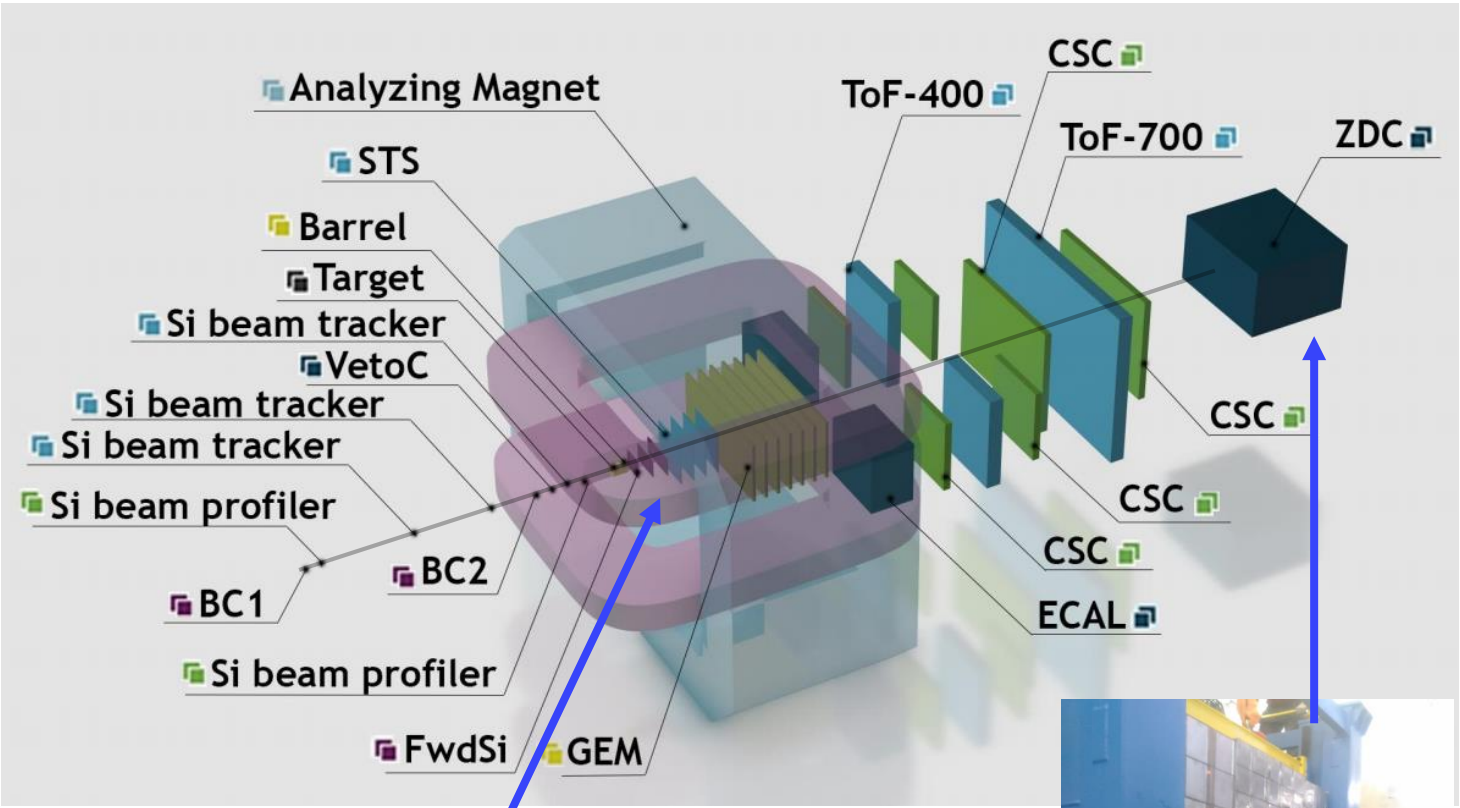 Analyzing Magnet
STS
Barrel
Target
Si beam tracker
VetoC
Si beam tracker
Si beam tracker
Si beam profiler
BC1
BC2
Si beam profiler
FwdSi
GEM
ToF-400
CSC
ToF-700
ZDC
CSC
CSC
CSC
ECAL